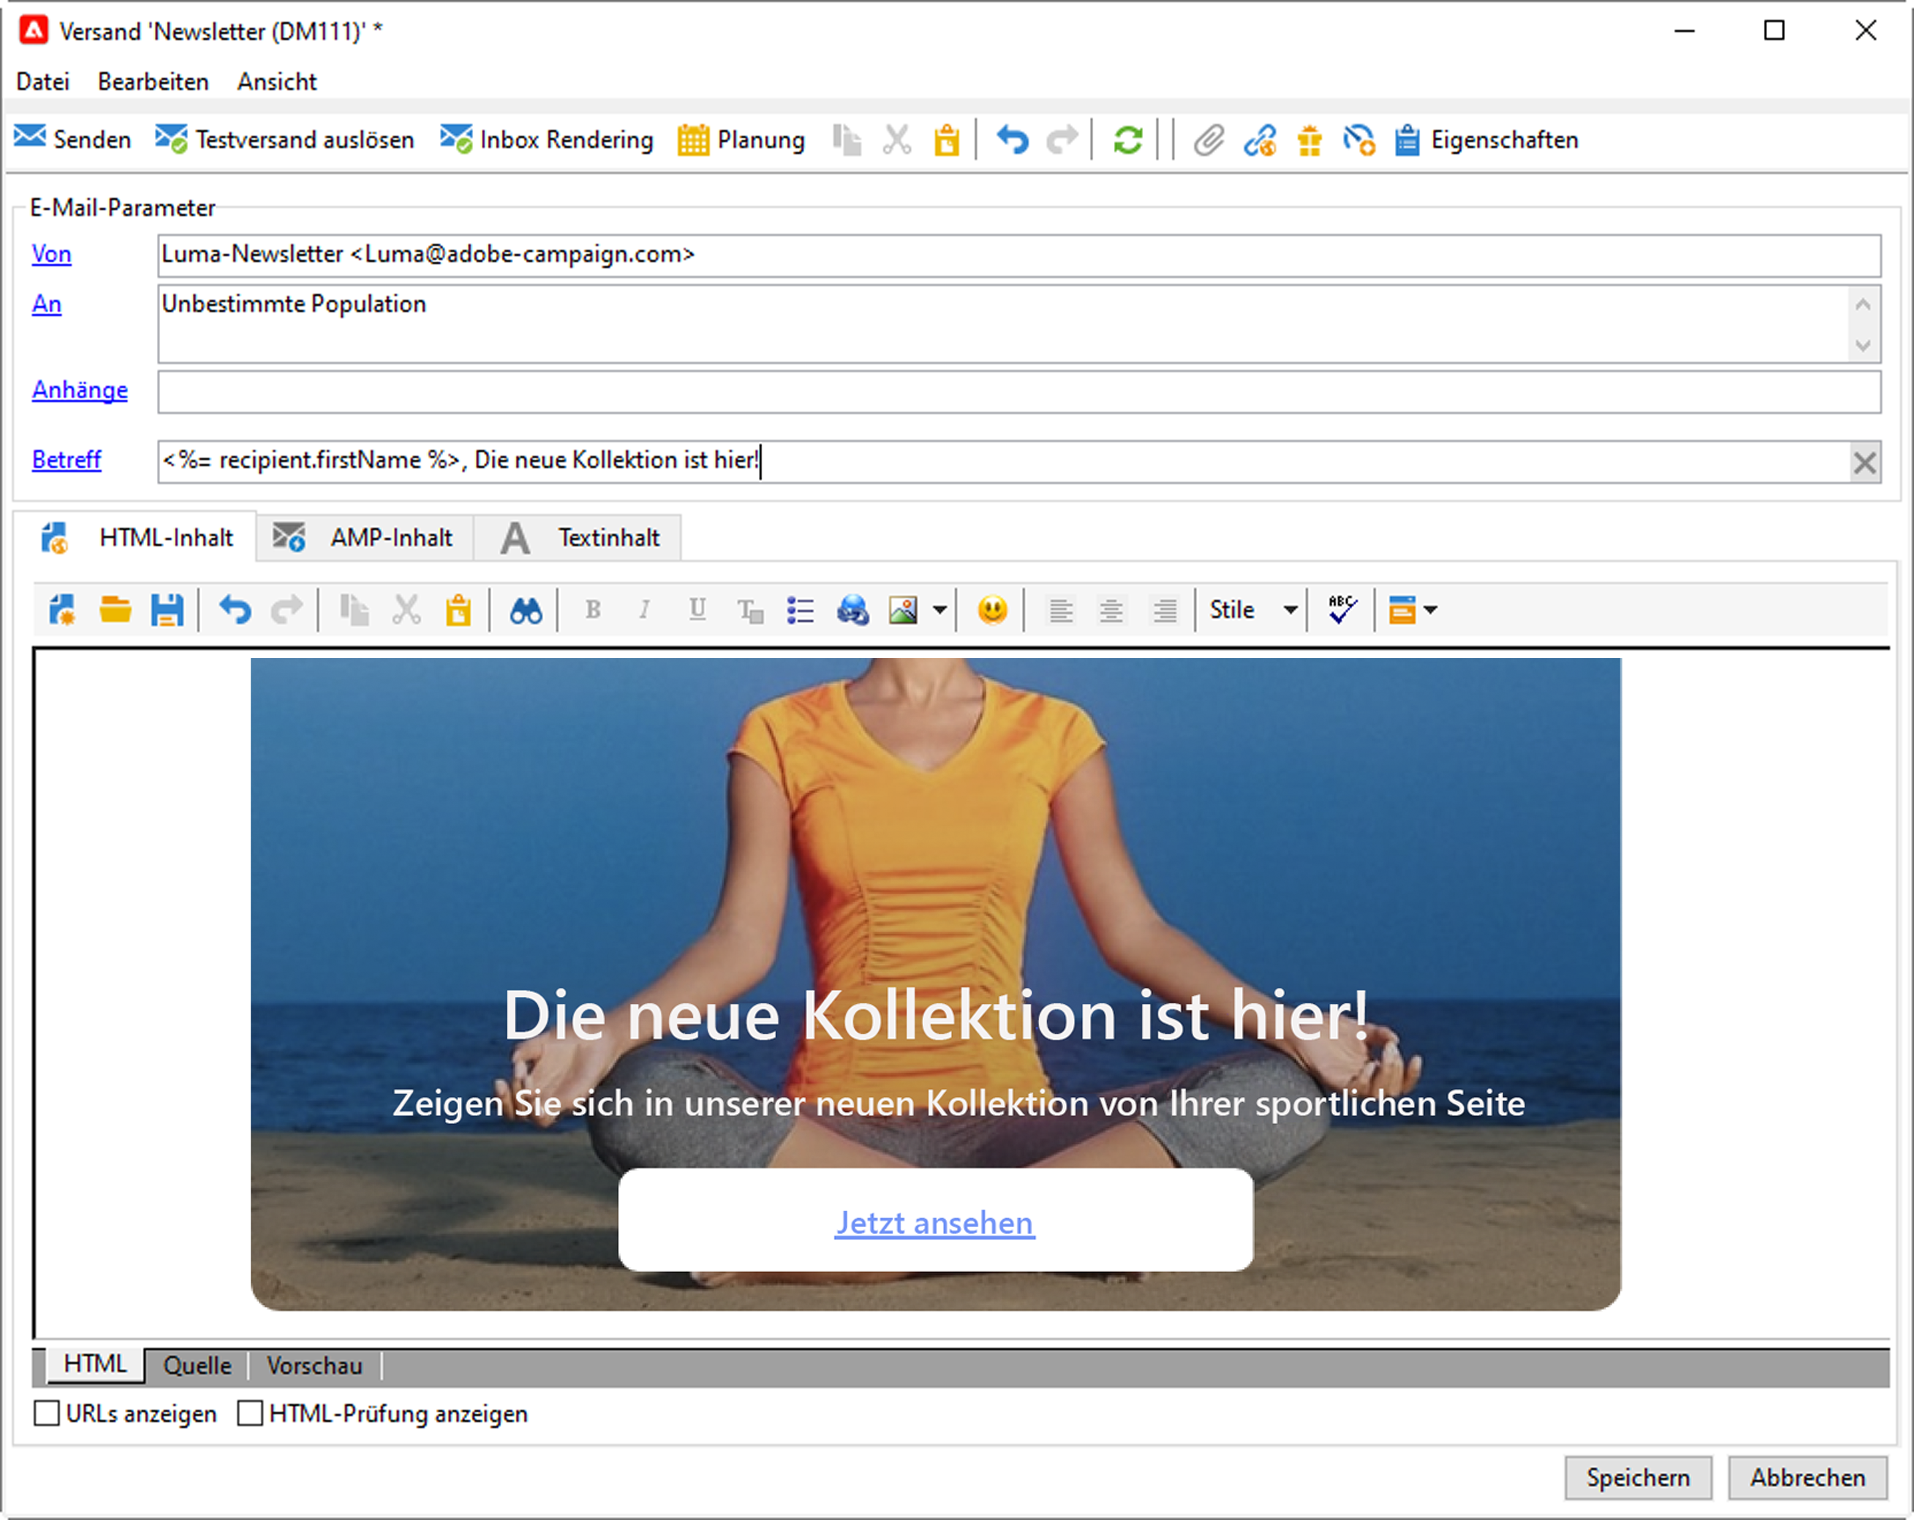 Versand 'Newsletter (DM111)' *
Datei Bearbeiten Ansicht
Senden Testversand auslösen Inbox Rendering Planung Eigenschaften
E-Mail-Parameter
Von Luma-Newsletter <Luma@adobe-campaign.com>
An Unbestimmte Population
Anhänge
Betreff <%= recipient.firstName %>, Die neue Kollektion ist hier!
HTML-Inhalt AMP-Inhalt A Textinhalt
B I U T Stile ABC
Die neue Kollektion ist hier!
Zeigen Sie sich in unserer neuen Kollektion von Ihrer sportlichen Seite
Jetzt ansehen
HTML Quelle Vorschau
URLs anzeigen HTML-Prüfung anzeigen
Speichern Abbrechen